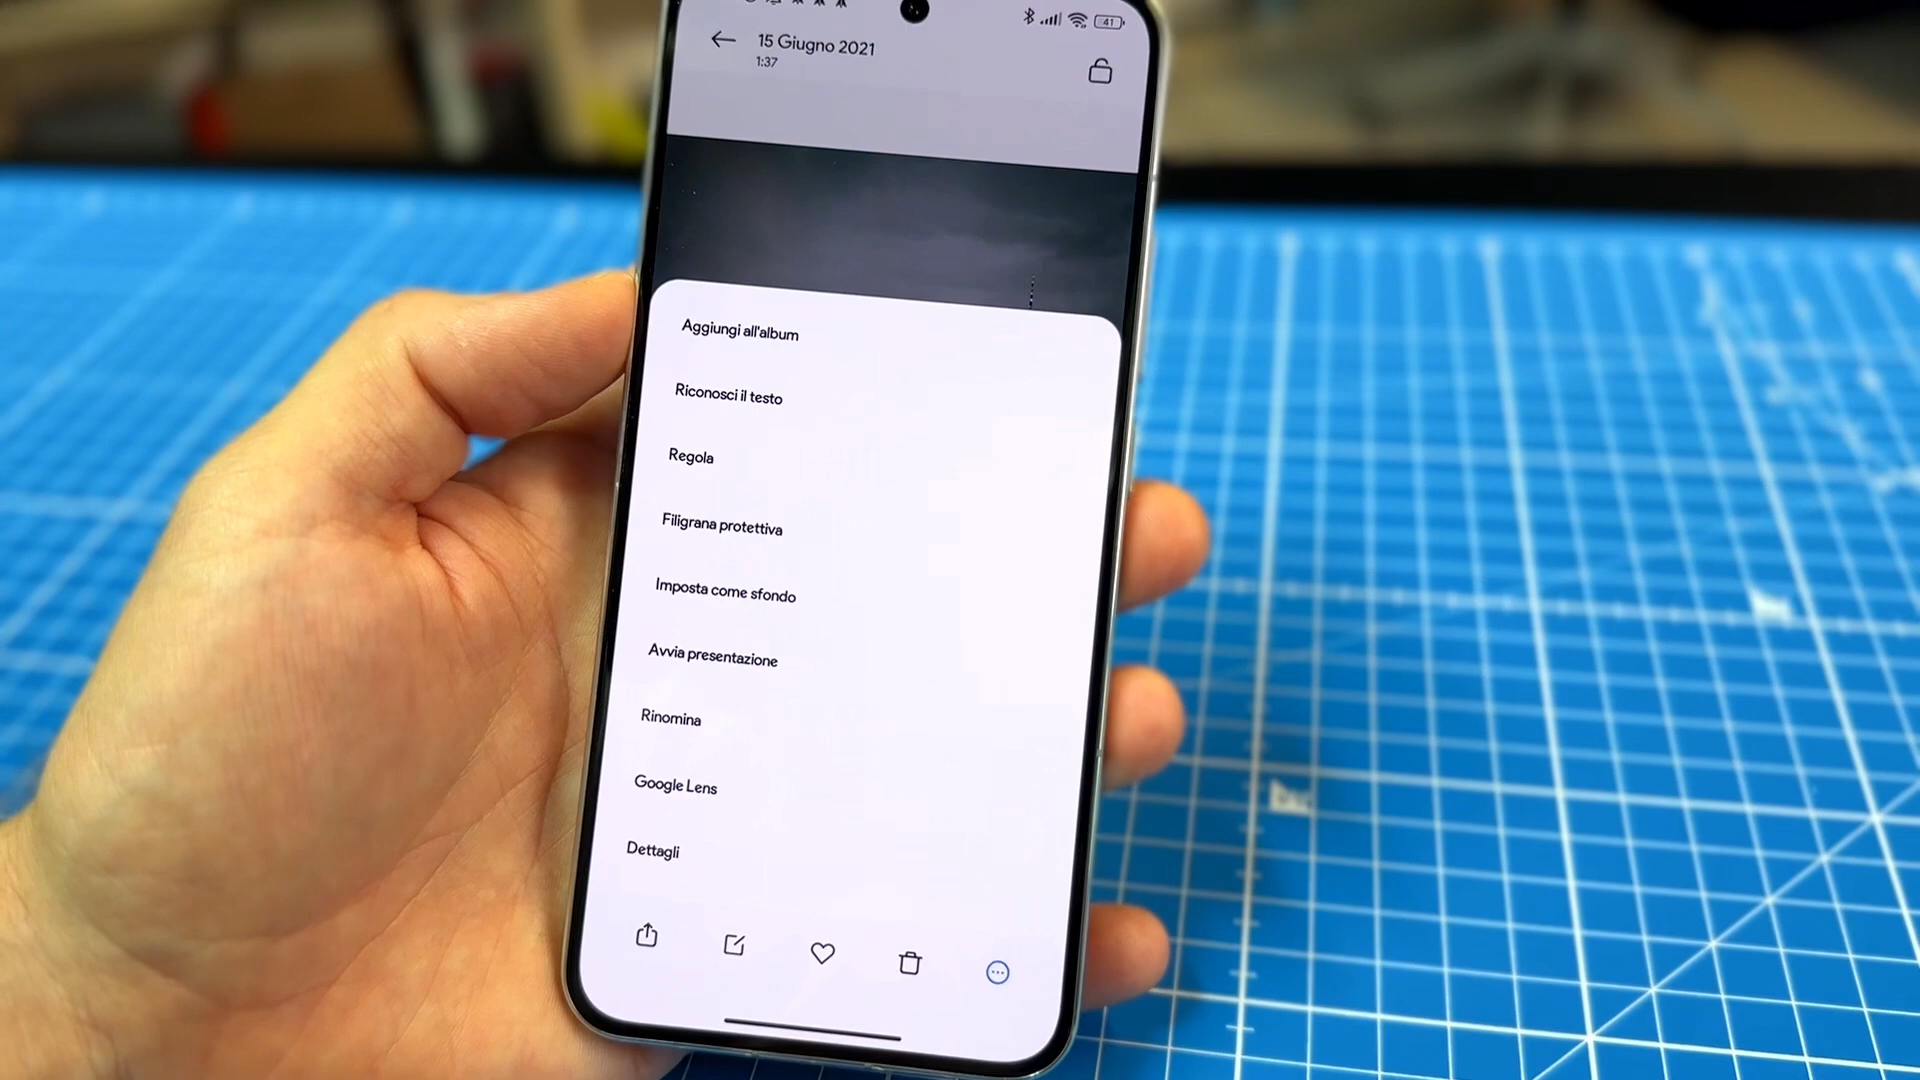 41
15 Giugno 2021
1:37
Aggiungi all'album
Riconosci il testo
Regola
Filigrana protettiva
Imposta come sfondo
Avvia presentazione
Rinomina
Google Lens
Dettagli